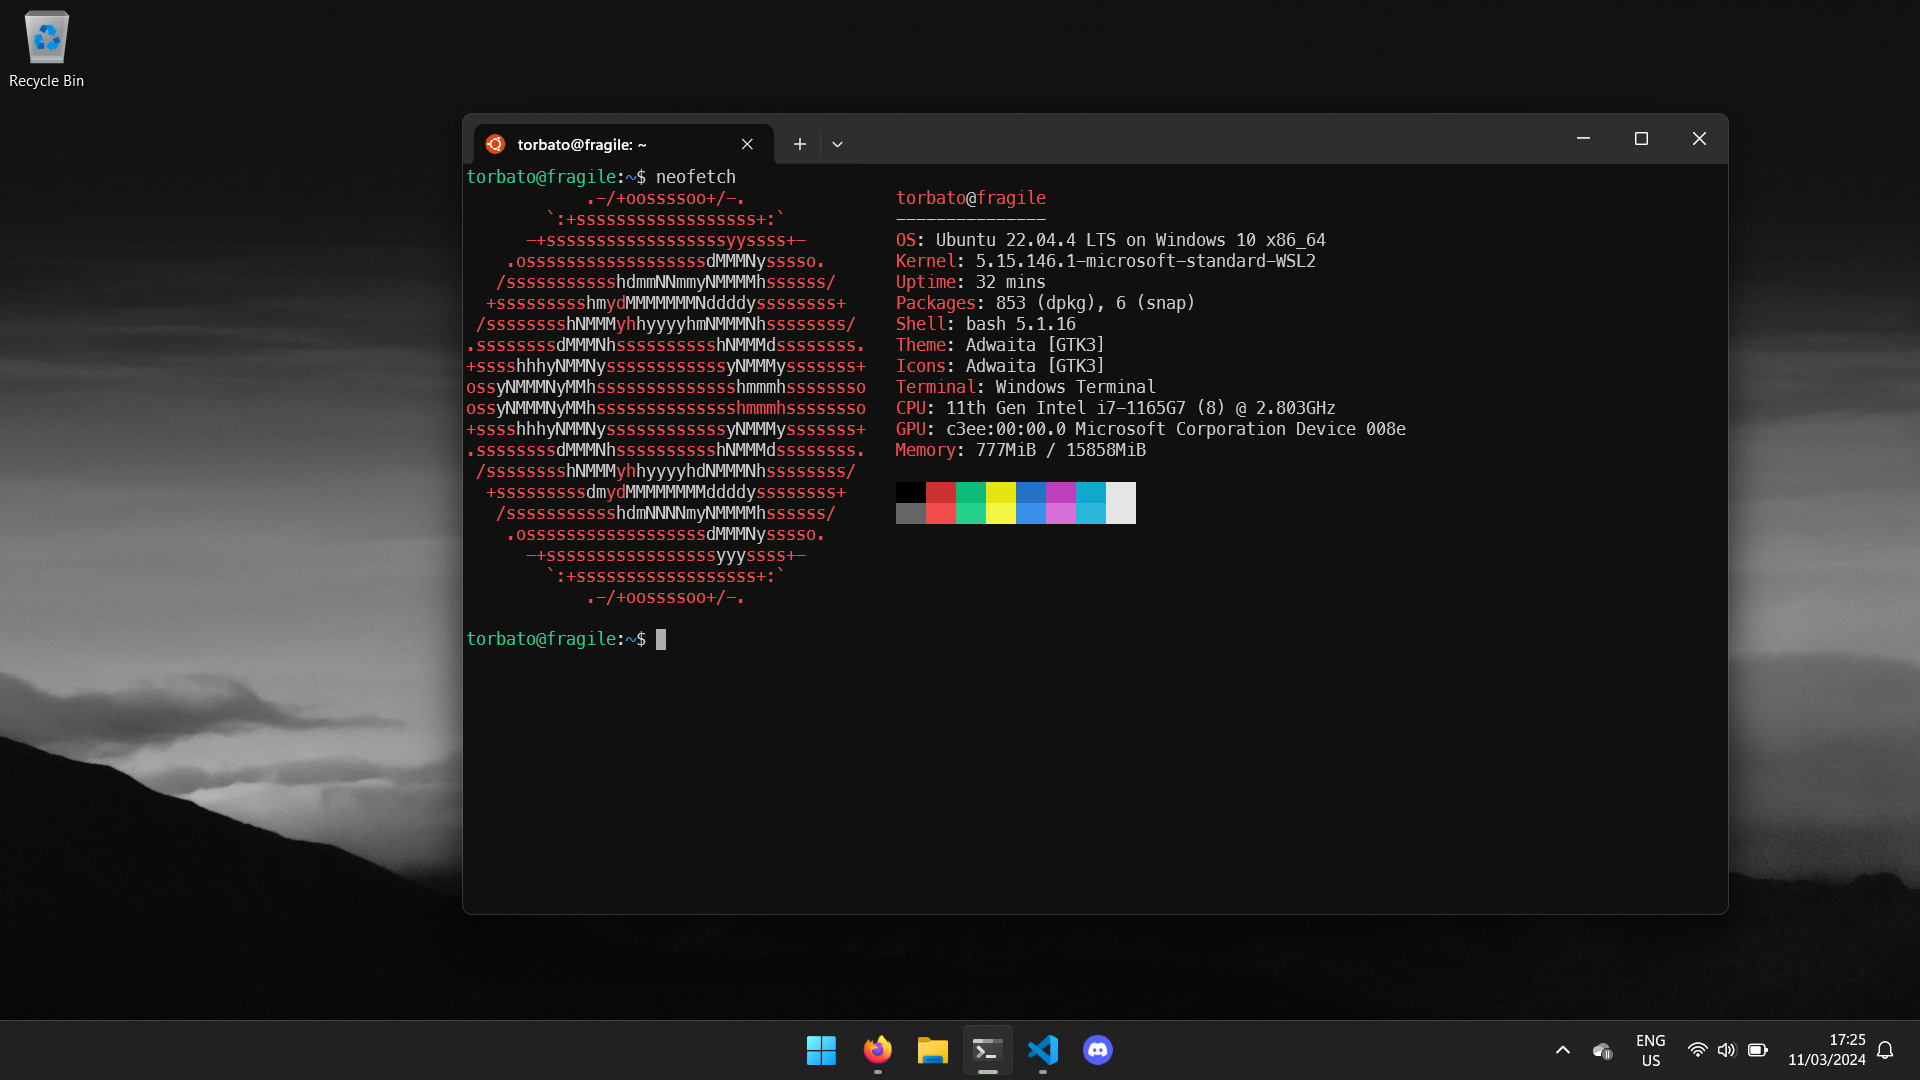 Recycle Bin
torbato@fragile: ~
torbato@fragile:~$ neofetch
.-/+oossssoo+/-.               torbato@fragile
`:+ssssssssssssssssss+:`           ---------------
-+ssssssssssssssssssyyssss+-         OS: Ubuntu 22.04.4 LTS on Windows 10 x86_64
.ossssssssssssssssssdMMMNysssso.       Kernel: 5.15.146.1-microsoft-standard-WSL2
/ssssssssssshdmmNNmmyNMMMMhssssss/      Uptime: 32 mins
+ssssssssshmydMMMMMMMNddddyssssssss+     Packages: 853 (dpkg), 6 (snap)
/sssssssshNMMMyhhyyyyhmNMMMNhssssssss/    Shell: bash 5.1.16
.ssssssssdMMMNhsssssssssshNMMMdssssssss.   Theme: Adwaita [GTK3]
+sssshhhyNMMNyssssssssssssyNMMMysssssss+   Icons: Adwaita [GTK3]
ossyNMMMNyMMhsssssssssssssshmmmhssssssso   Terminal: Windows Terminal
ossyNMMMNyMMhsssssssssssssshmmmhssssssso   CPU: 11th Gen Intel i7-1165G7 (8) @ 2.803GHz
+sssshhhyNMMNyssssssssssssyNMMMysssssss+   GPU: c3ee:00:00.0 Microsoft Corporation Device 008e
.ssssssssdMMMNhsssssssssshNMMMdssssssss.   Memory: 777MiB / 15858MiB
/sssssssshNMMMyhhyyyyhdNMMMNhssssssss/
+sssssssssdmydMMMMMMMMddddyssssssss+
/ssssssssssshdmNNNNmyNMMMMhssssss/
.ossssssssssssssssssdMMMNysssso.
-+sssssssssssssssssyyyssss+-
`:+ssssssssssssssssss+:`
.-/+oossssoo+/-.
torbato@fragile:~$
ENG
US
17:25
11/03/2024